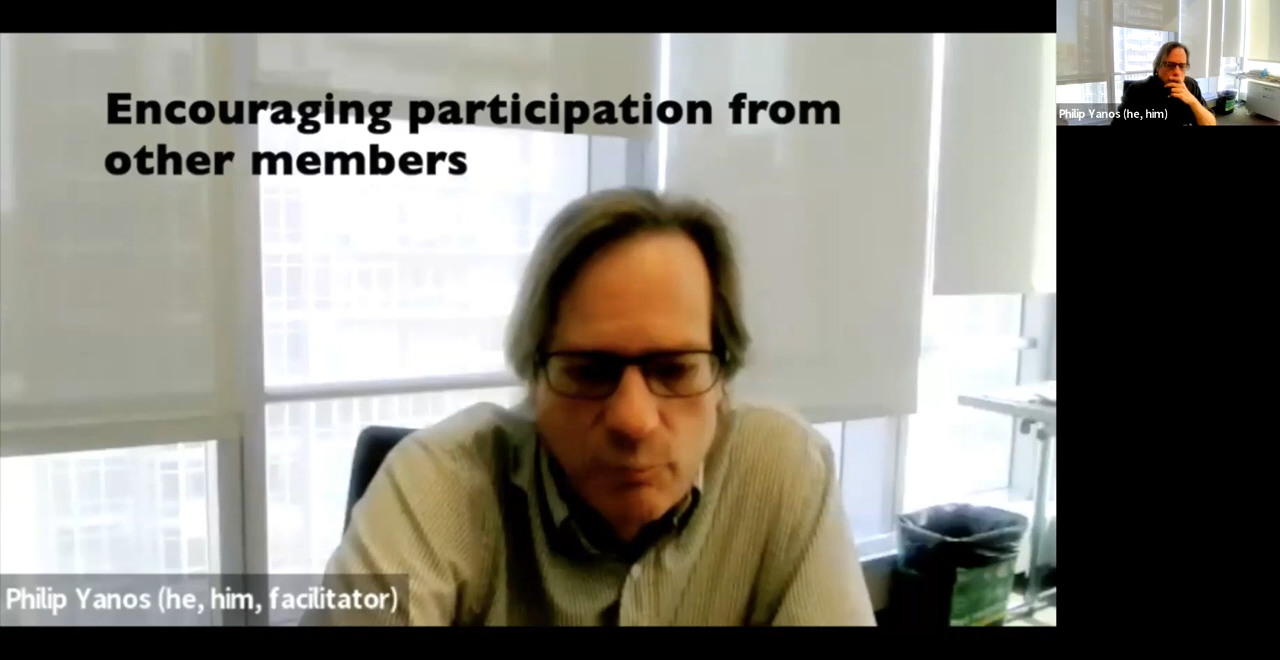 Encouraging participation from
other members
Philip Yanos (he, him, facilitator)
Philip Yanos (he, him)